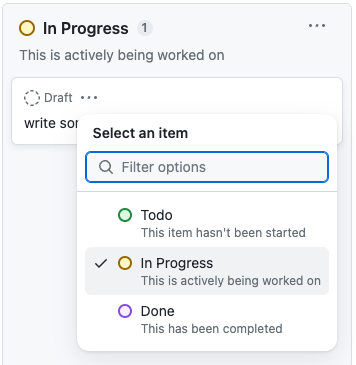 In Progress 1
This is actively being worked on
Draft
write
Select an item
Filter options
Todo
This item hasn't been started
In Progress
This is actively being worked on
Done
This has been completed